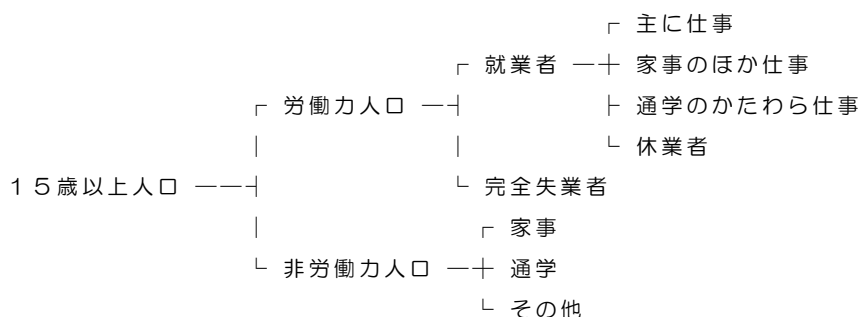 主に仕事
就業者
家事のほか仕事
労働力人口
通学のかたわら仕事
休業者
１５歳以上人口
完全失業者
家事
非労働力人口
通学
その他